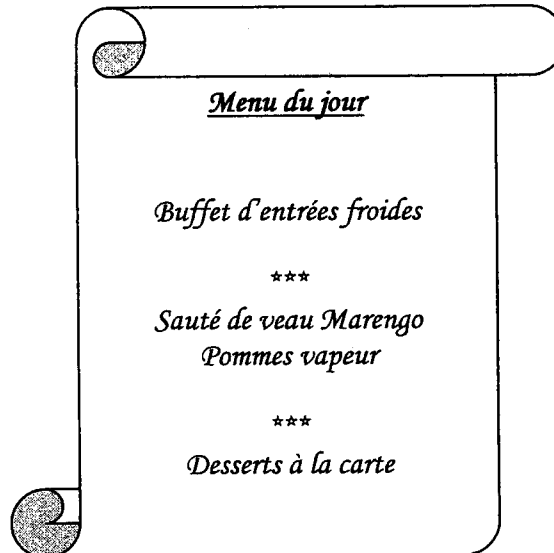 Menu du jour
Buffet d'entrées froides
***
Sauté de veau Marengo
Pommes vapeur
***
Desserts à la carte